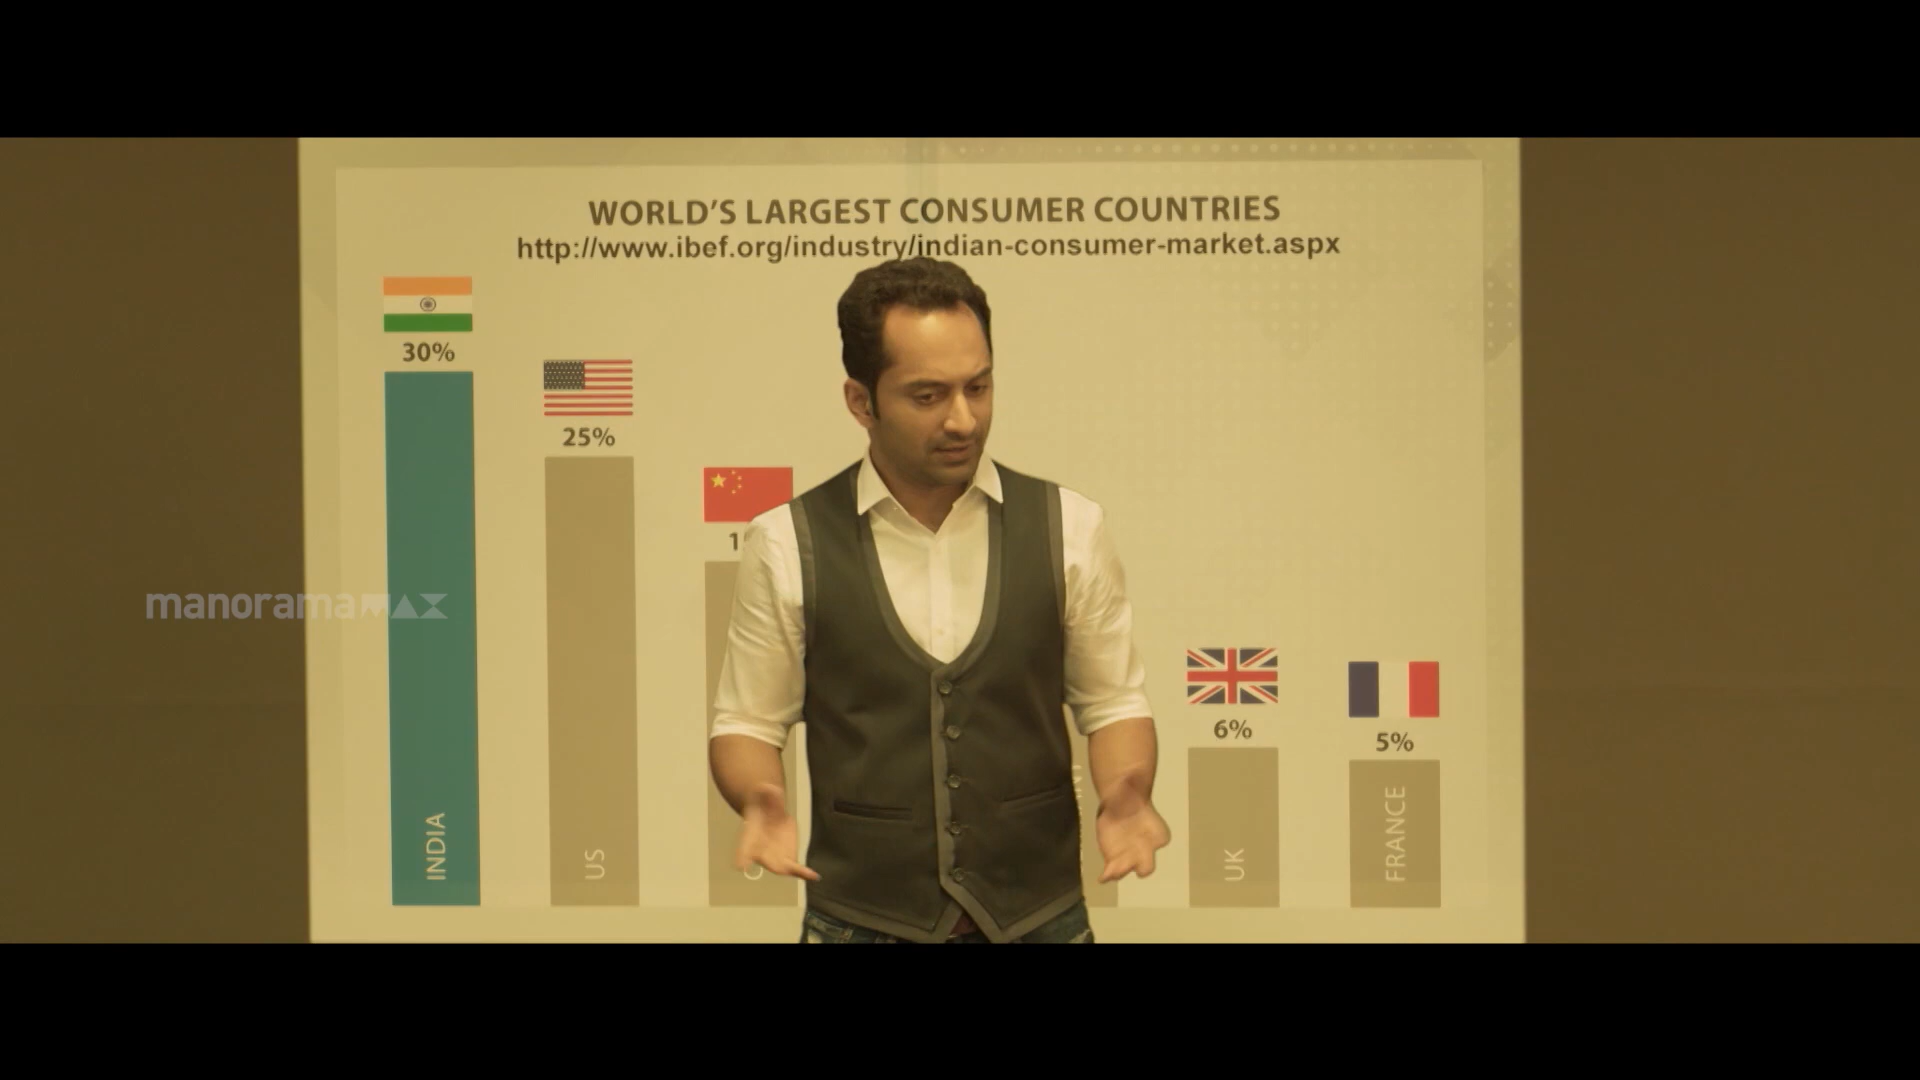 WORLD'S LARGEST CONSUMER COUNTRIES
http://www.ibef.org/industry/indian-consumer-market.aspx
30%
25%
6%
5%
INDIA
US
UK
FRANCE
manoramaMAX